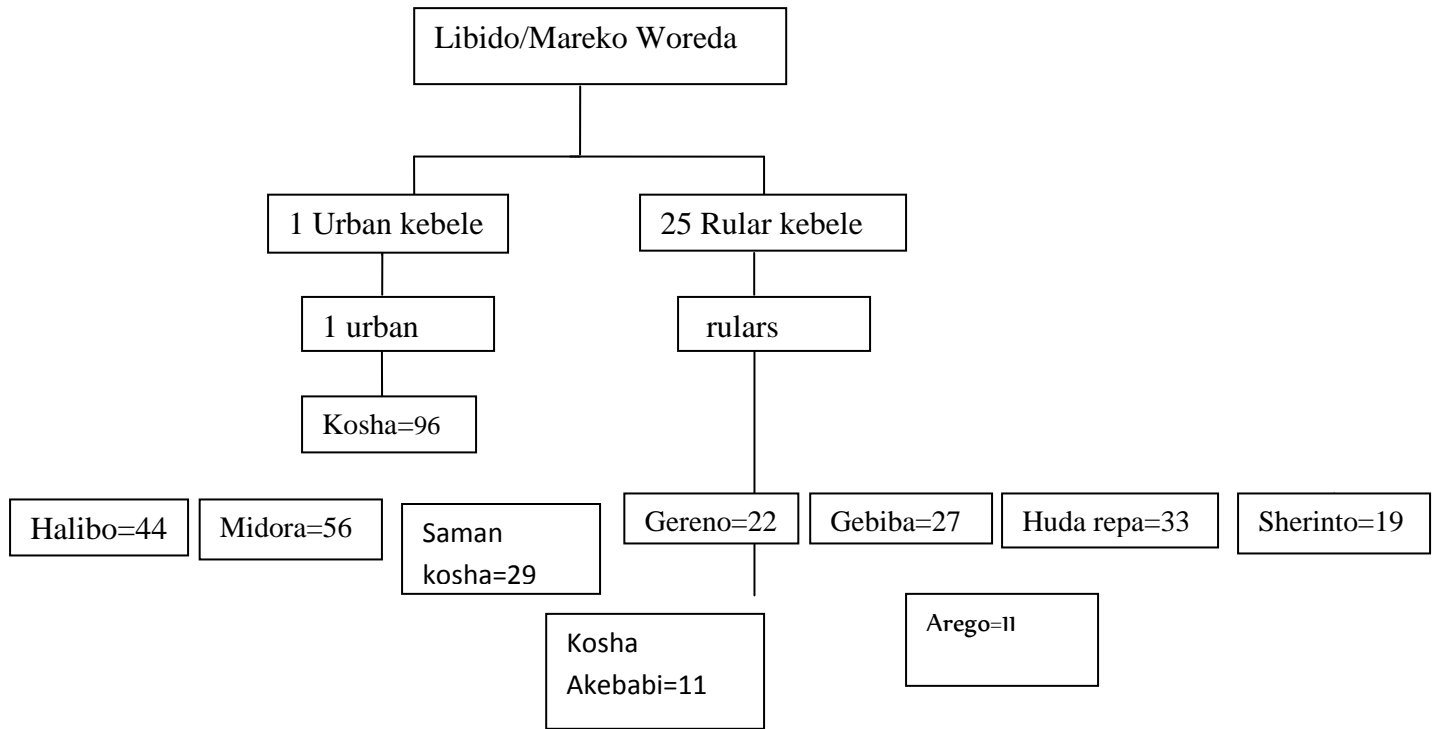 Libido/Mareko Woreda
1 Urban kebele
25 Rular kebele
1 urban
rulars
Kosha=96
Halibo=44
Midora=56
Saman
kosha=29
Gereno=22
Gebiba=27
Huda repa=33
Sherinto=19
Kosha
Akebabi=11
Arego=11